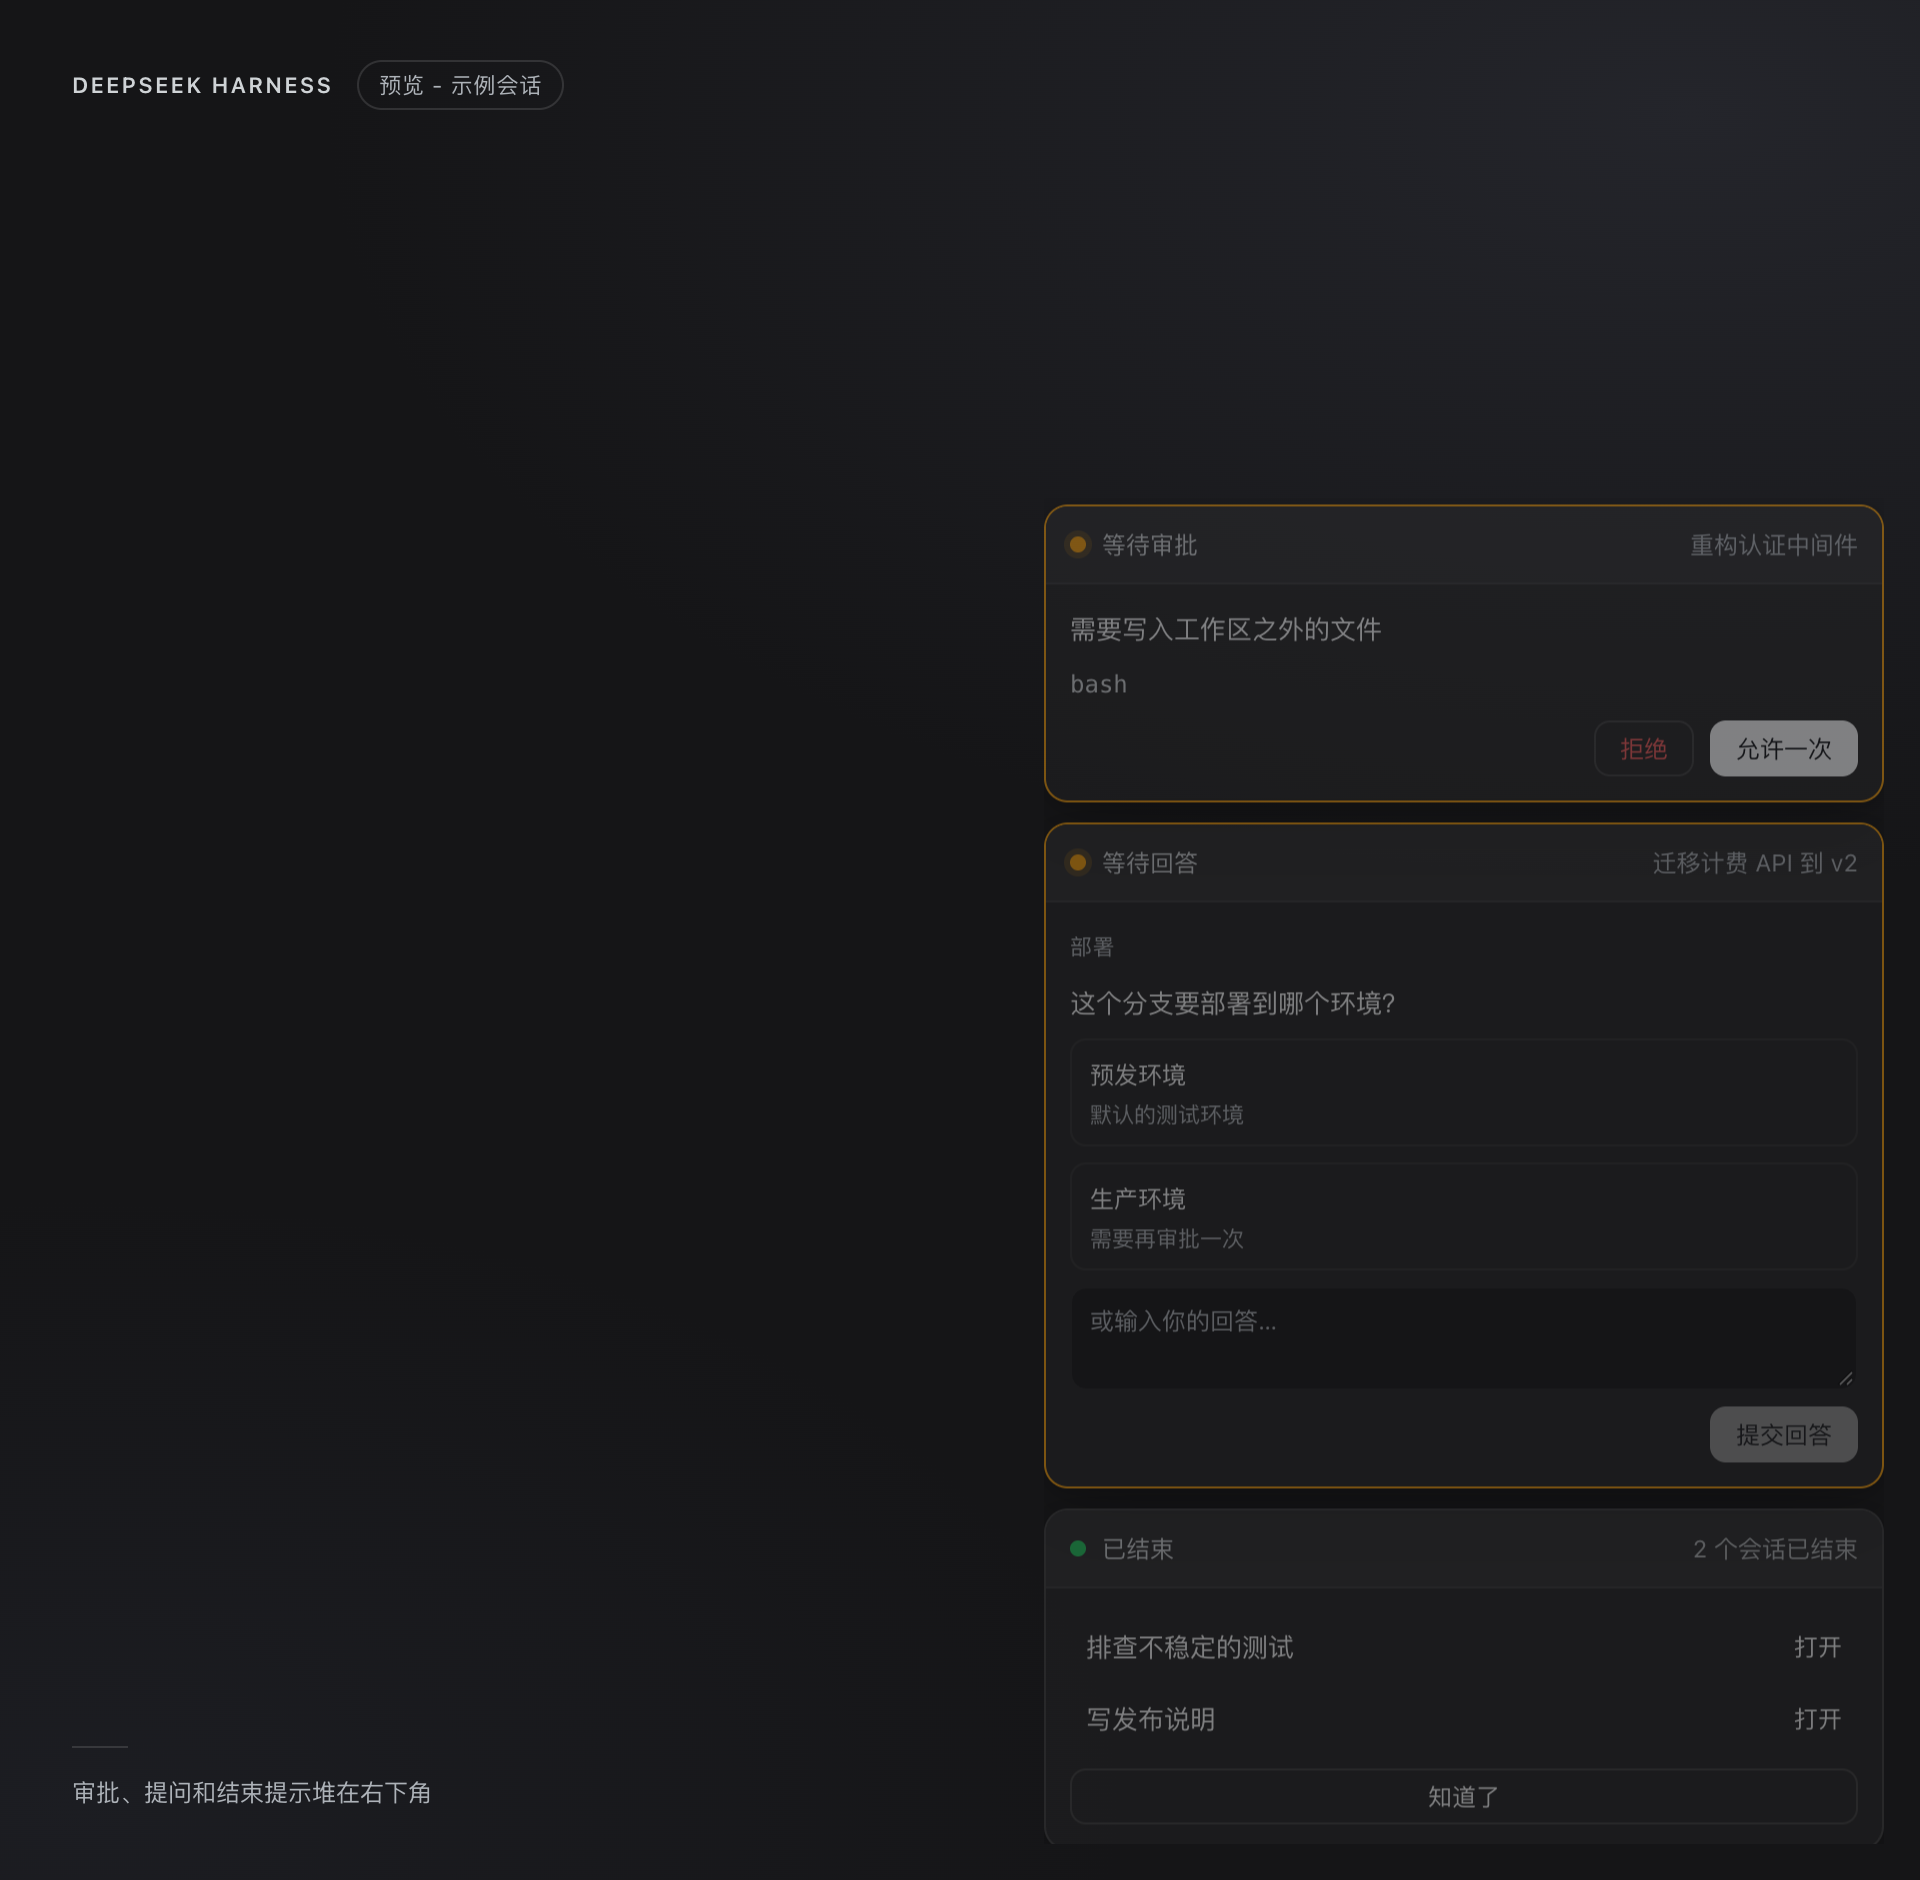 DEEPSEEK HARNESS
预览 - 示例会话
等待审批
重构认证中间件
需要写入工作区之外的文件
bash
拒绝
允许一次
等待回答
迁移计费 API 到 v2
部署
这个分支要部署到哪个环境?
预发环境
默认的测试环境
生产环境
需要再审批一次
或输入你的回答...
提交回答
已结束
2 个会话已结束
排查不稳定的测试
打开
写发布说明
打开
知道了
审批、提问和结束提示堆在右下角